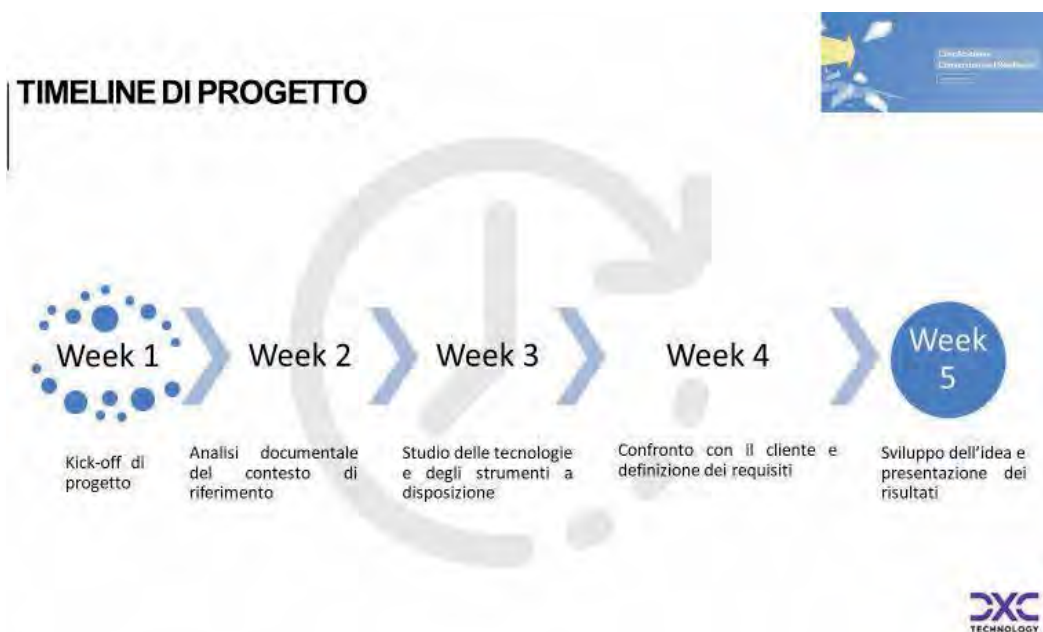 TIMELINE DI PROGETTO
Week 1
Week 2
Week 3
Week 4
Week
5
Kick-off di
progetto
Analisi documentale
del contesto di
riferimento
Studio delle tecnologie
e degli strumenti a
disposizione
Confronto con il cliente e
definizione dei requisiti
Sviluppo dell'idea e
presentazione dei
risultati
DXC
TECHNOLOGY